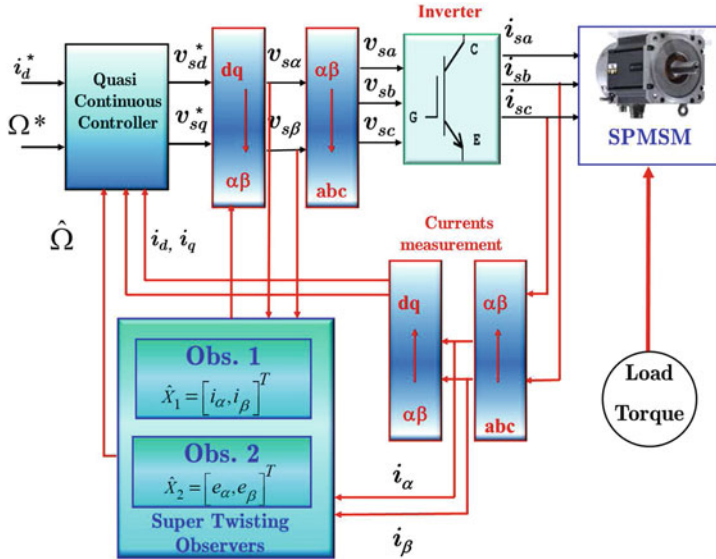 Inverter
i_d^*
Ω*
Quasi
Continuous
Controller
v_sd^*
v_sq^*
dq
αβ
v_sα
v_sβ
αβ
abc
v_sa
v_sb
v_sc
C
G
E
i_sa
i_sb
i_sc
SPMSM
Ω̂
i_d, i_q
Currents
measurement
dq
αβ
αβ
abc
Load
Torque
Obs. 1
X̂_1 = [i_α, i_β]^T
Obs. 2
X̂_2 = [e_α, e_β]^T
Super Twisting
Observers
i_α
i_β